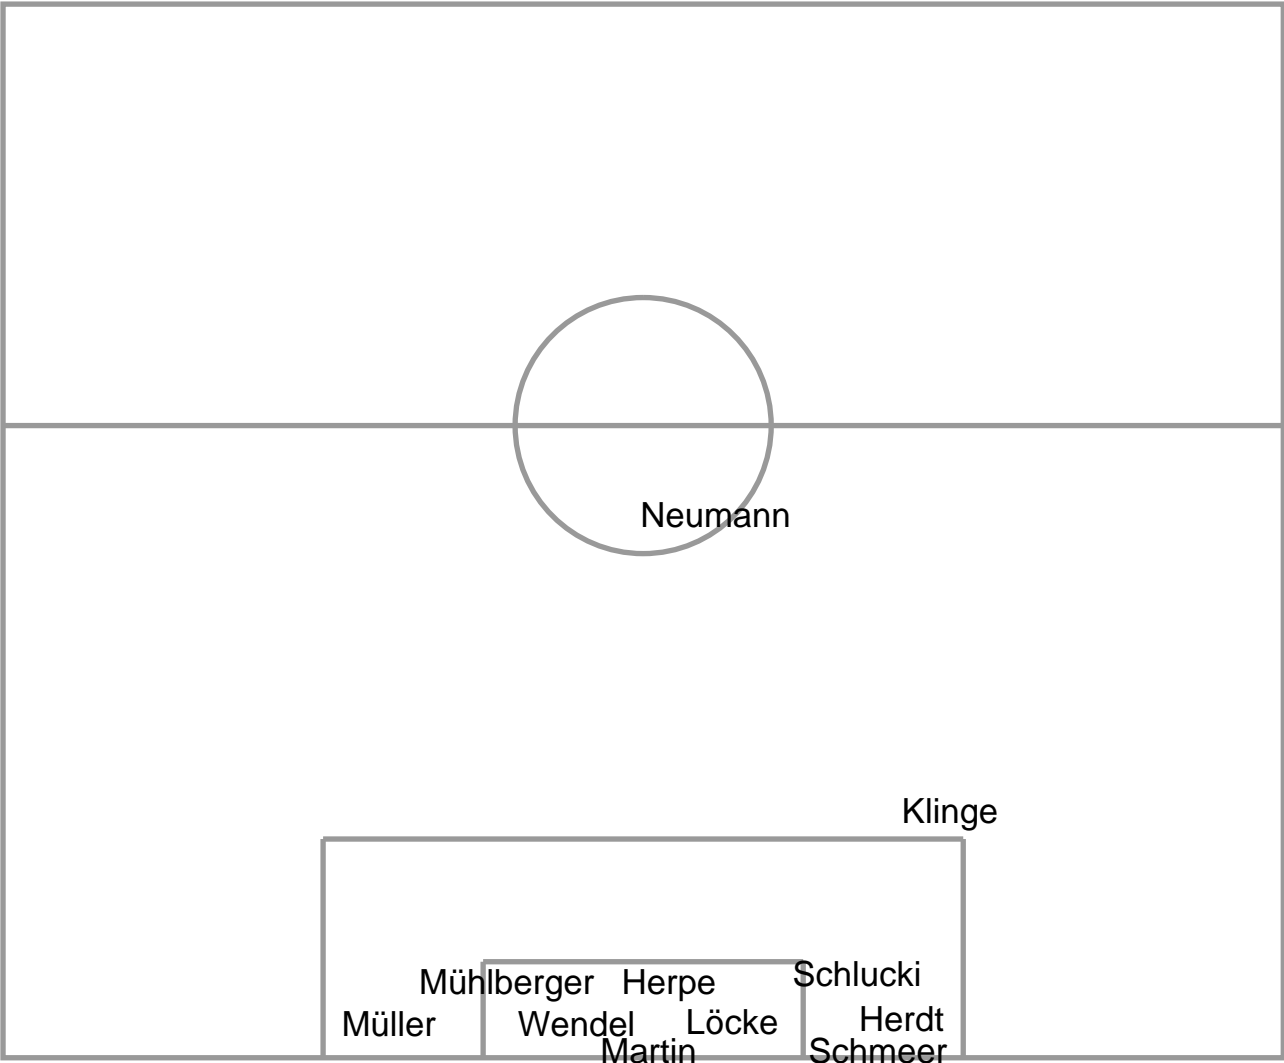 Neumann
Klinge
Mühlberger Herpe Schlucki
Müller Wendel Löcke Herdt
Martin Schmeer